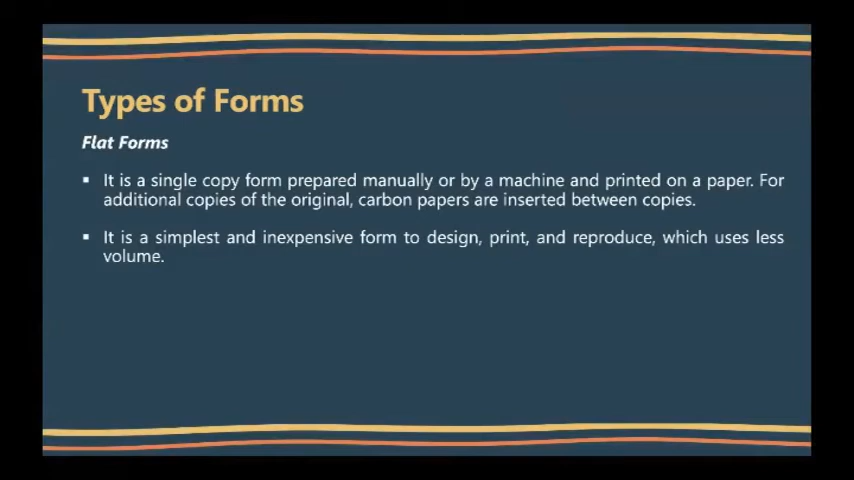 Types of Forms
Flat Forms
▪ It is a single copy form prepared manually or by a machine and printed on a paper. For
additional copies of the original, carbon papers are inserted between copies.
▪ It is a simplest and inexpensive form to design, print, and reproduce, which uses less
volume.